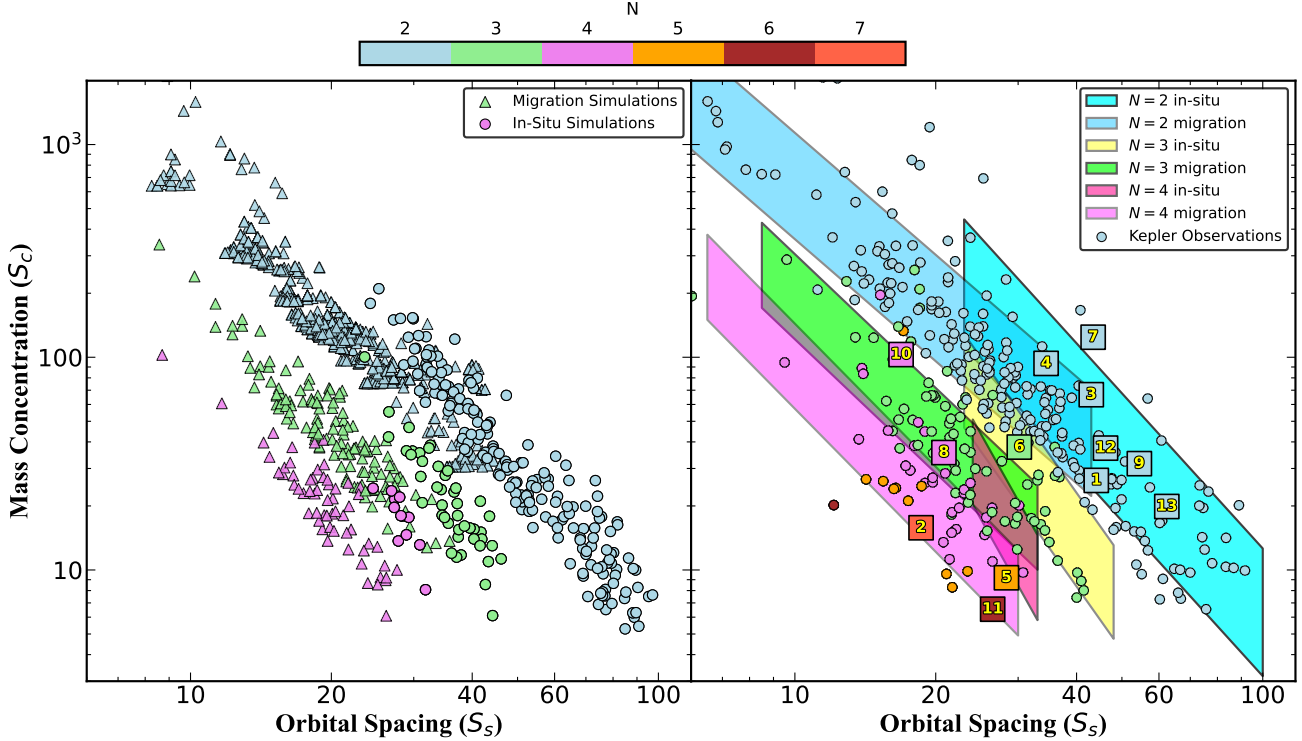 N
2 3 4 5 6 7
Migration Simulations
In-Situ Simulations
N = 2 in-situ
N = 2 migration
N = 3 in-situ
N = 3 migration
N = 4 in-situ
N = 4 migration
Kepler Observations
10³
100
10
Mass Concentration (S_c)
7
10
4
3
8
6
12
9
1
13
2
5
11
10 20 40 60 100
10 20 40 60 100
Orbital Spacing (S_s)
Orbital Spacing (S_s)